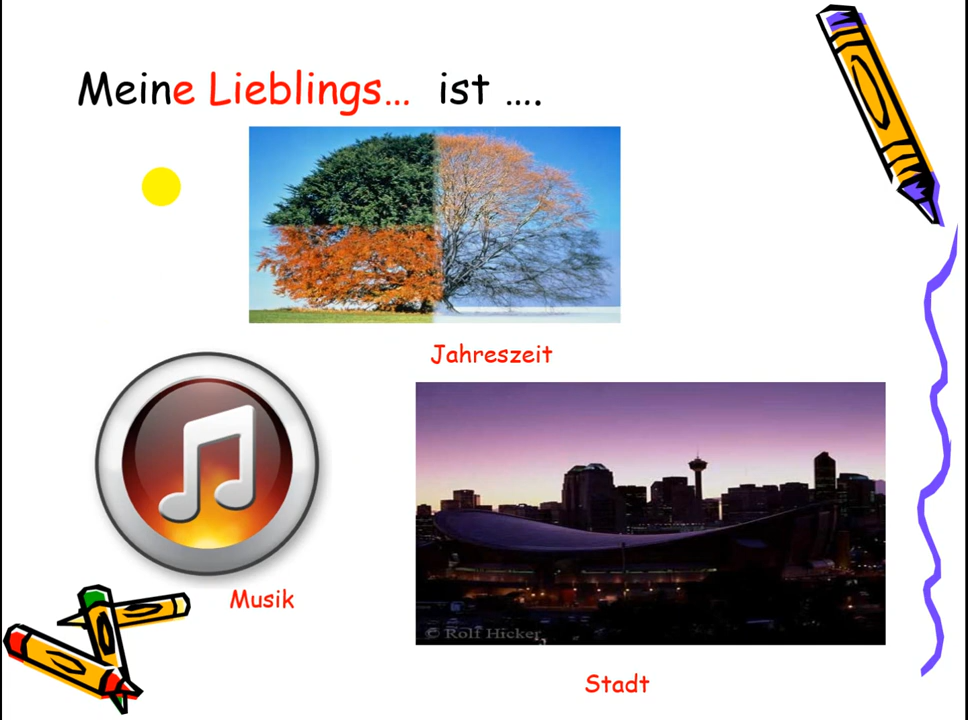 Meine Lieblings... ist ....
Jahreszeit
Musik
© Rolf Hicker
Stadt